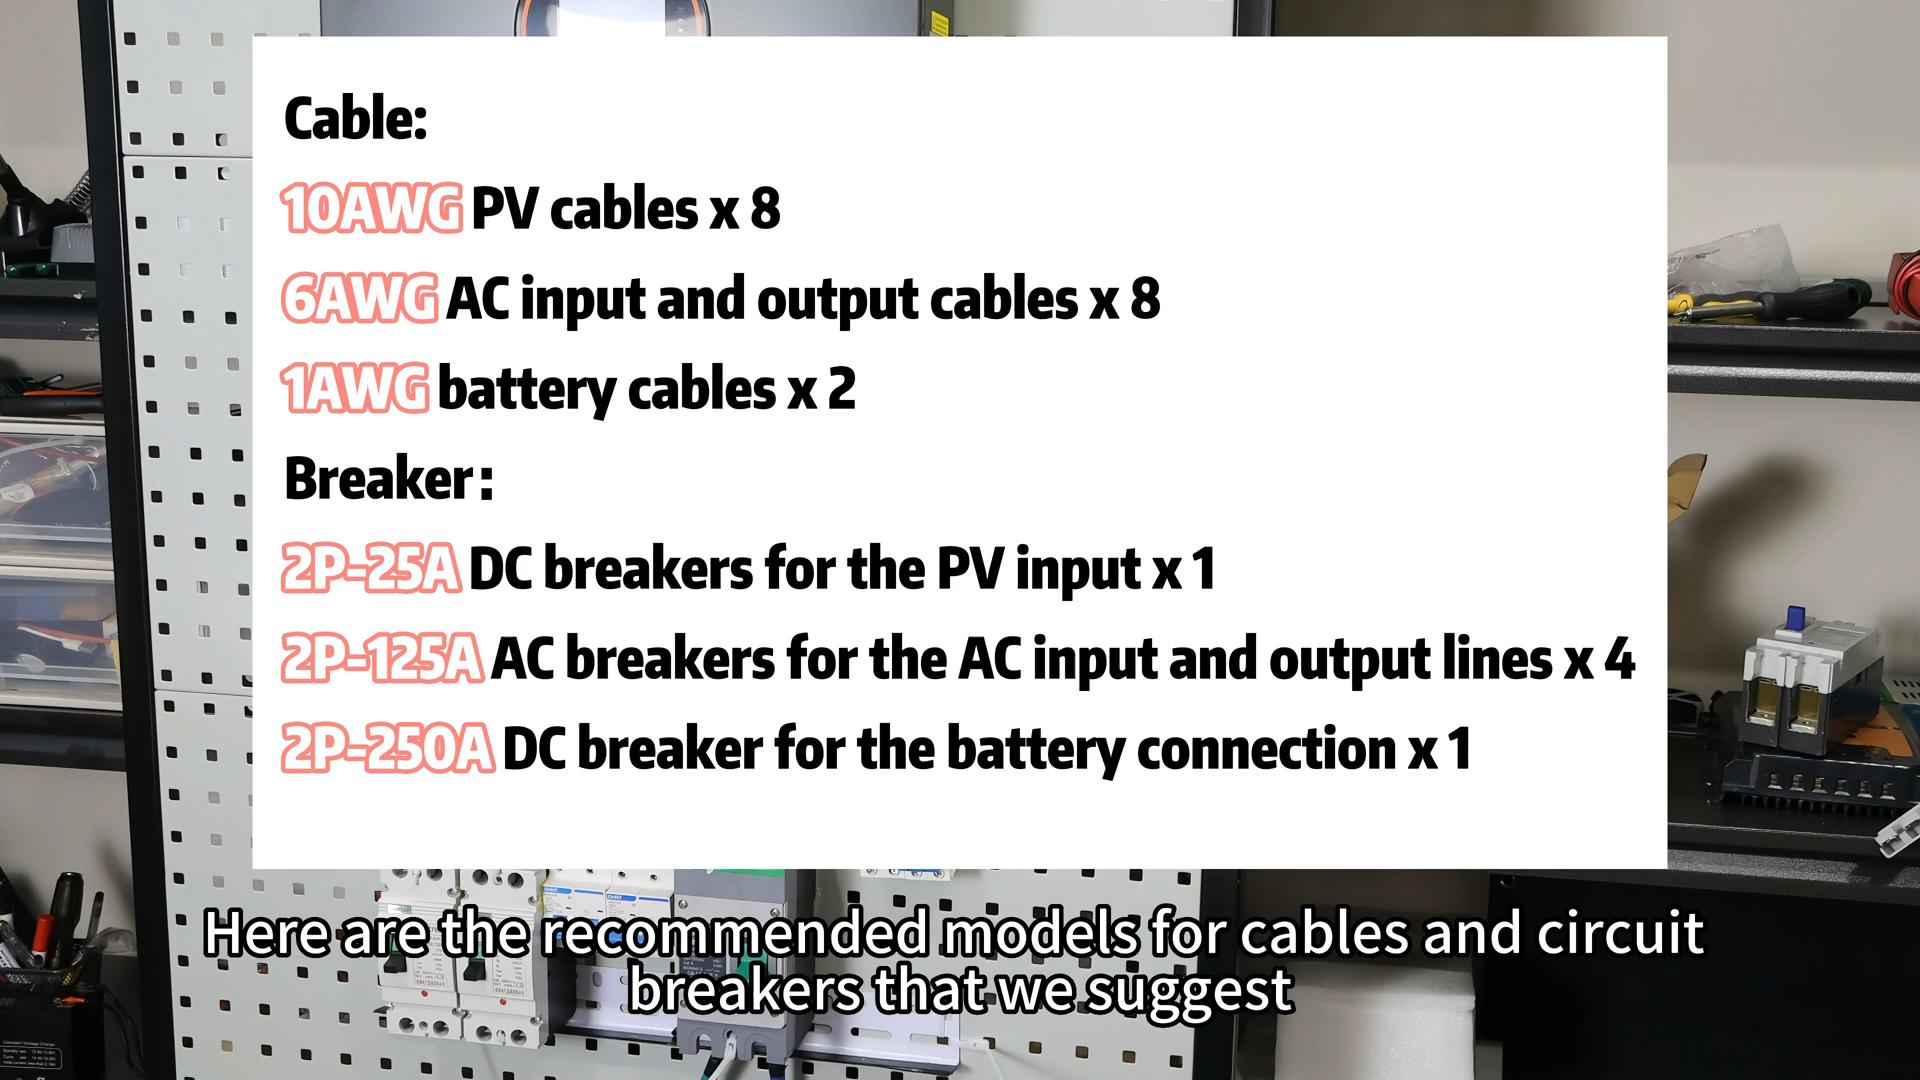 Cable:
10AWG PV cables x 8
6AWG AC input and output cables x 8
1AWG battery cables x 2
Breaker:
2P-25A DC breakers for the PV input x 1
2P-125A AC breakers for the AC input and output lines x 4
2P-250A DC breaker for the battery connection x 1
Here are the recommended models for cables and circuit
breakers that we suggest